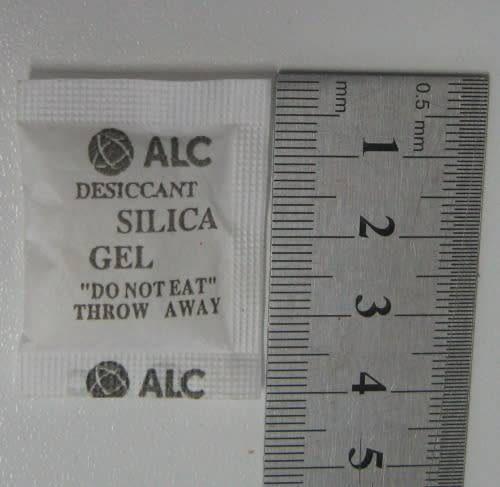 ALC
DESICCANT
SILICA
GEL
"DO NOT EAT"
THROW AWAY
ALC
mm
0.5 mm
1
2
3
4
5